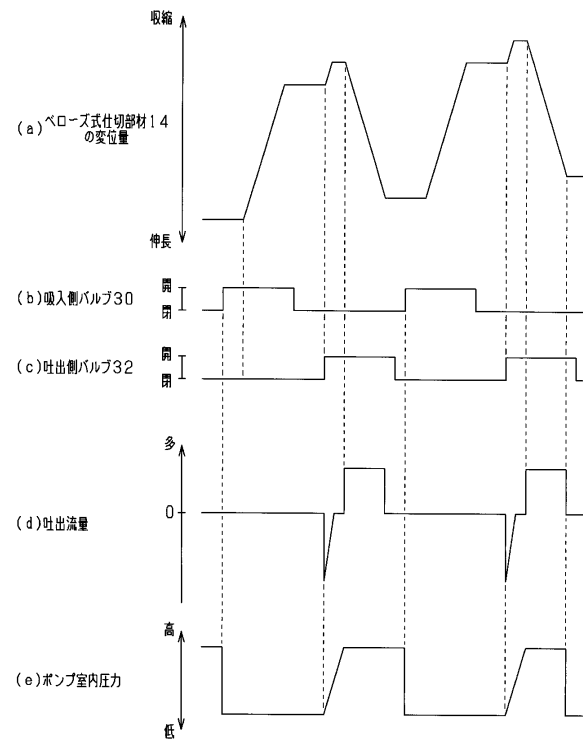 収縮
(a)ベローズ式仕切部材14
の変位量
伸長
開
(b)吸入側バルブ30
閉
開
(c)吐出側バルブ32
閉
多
0
(d)吐出流量
高
(e)ポンプ室内圧力
低